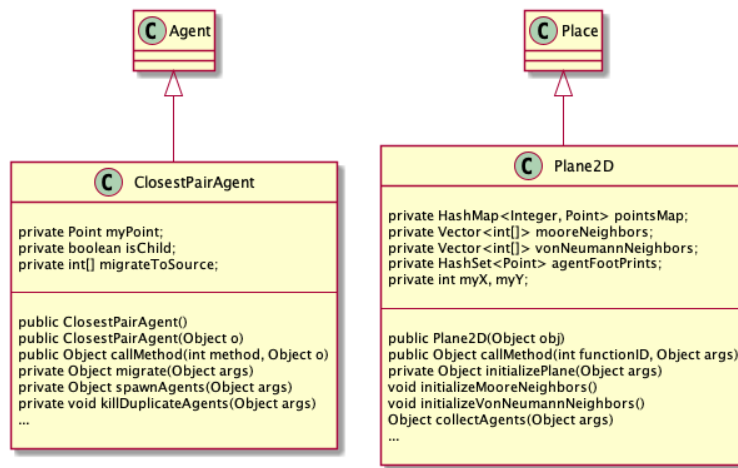 C Agent
C ClosestPairAgent
private Point myPoint;
private boolean isChild;
private int[] migrateToSource;
public ClosestPairAgent()
public ClosestPairAgent(Object o)
public Object callMethod(int method, Object o)
private Object migrate(Object args)
private Object spawnAgents(Object args)
private void killDuplicateAgents(Object args)
...
C Place
C Plane2D
private HashMap<Integer, Point> pointsMap;
private Vector<int[]> mooreNeighbors;
private Vector<int[]> vonNeumannNeighbors;
private HashSet<Point> agentFootPrints;
private int myX, myY;
public Plane2D(Object obj)
public Object callMethod(int functionID, Object args)
private Object initializePlane(Object args)
void initializeMooreNeighbors()
void initializeVonNeumannNeighbors()
Object collectAgents(Object args)
...